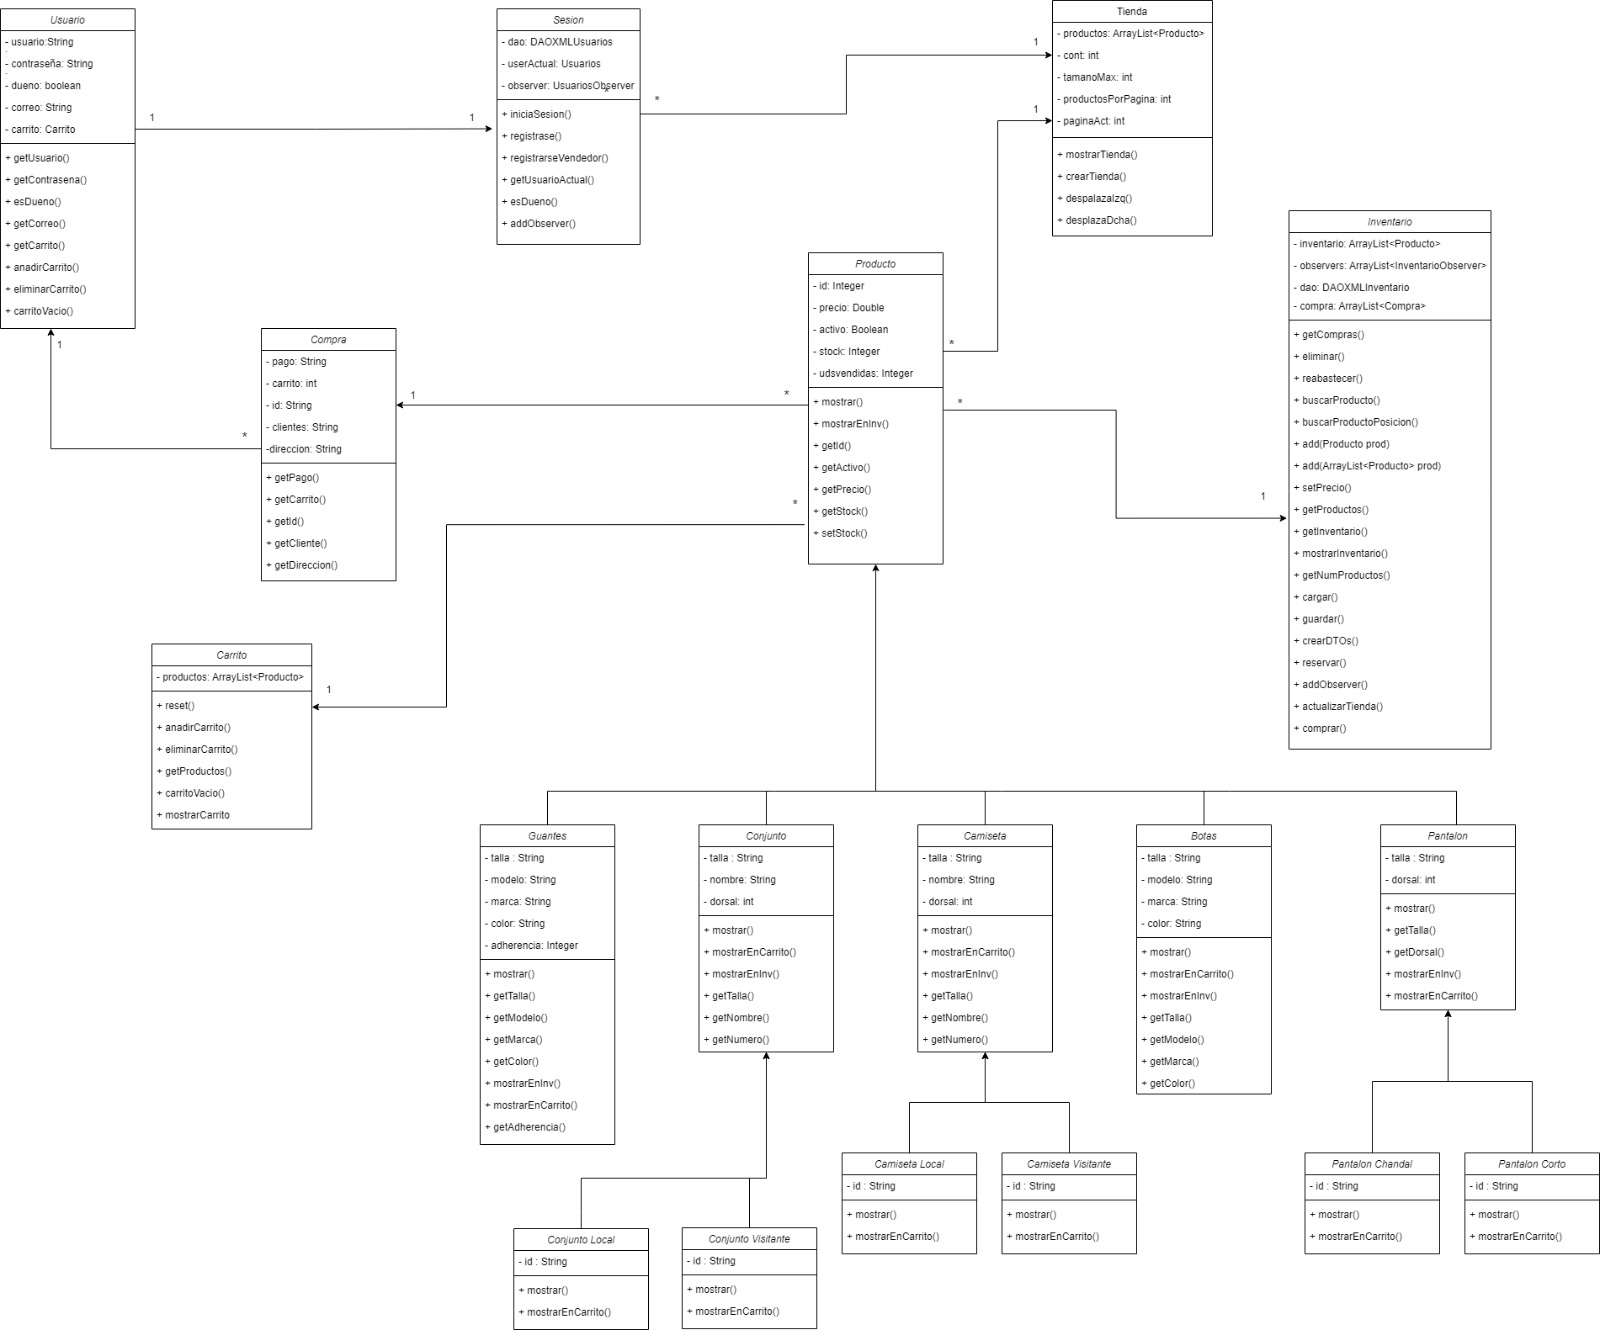 Usuario
- usuario:String
- contraseña: String
- dueno: boolean
- correo: String
- carrito: Carrito
+ getUsuario()
+ getContrasena()
+ esDueno()
+ getCorreo()
+ getCarrito()
+ anadirCarrito()
+ eliminarCarrito()
+ carritoVacio()
1
1
Sesion
- dao: DAOXMLUsuarios
- userActual: Usuarios
- observer: UsuariosObserver
+ iniciaSesion()
+ registrase()
+ registrarseVendedor()
+ getUsuarioActual()
+ esDueno()
+ addObserver()
*
*
1
Tienda
- productos: ArrayList<Producto>
- cont: int
- tamanoMax: int
- productosPorPagina: int
- paginaAct: int
+ mostrarTienda()
+ crearTienda()
+ despalazaIzq()
+ desplazaDcha()
1
*
Inventario
- inventario: ArrayList<Producto>
- observers: ArrayList<InventarioObserver>
- dao: DAOXMLInventario
- compra: ArrayList<Compra>
+ getCompras()
+ eliminar()
+ reabastecer()
+ buscarProducto()
+ buscarProductoPosicion()
+ add(Producto prod)
+ add(ArrayList<Producto> prod)
+ setPrecio()
+ getProductos()
+ getInventario()
+ mostrarInventario()
+ getNumProductos()
+ cargar()
+ guardar()
+ crearDTOs()
+ reservar()
+ addObserver()
+ actualizarTienda()
+ comprar()
*
1
Producto
- id: Integer
- precio: Double
- activo: Boolean
- stock: Integer
- udsvendidas: Integer
+ mostrar()
+ mostrarEnInv()
+ getId()
+ getActivo()
+ getPrecio()
+ getStock()
+ setStock()
1
*
Compra
- pago: String
- carrito: int
- id: String
- clientes: String
-direccion: String
+ getPago()
+ getCarrito()
+ getId()
+ getCliente()
+ getDireccion()
1
*
*
1
Carrito
- productos: ArrayList<Producto>
+ reset()
+ anadirCarrito()
+ eliminarCarrito()
+ getProductos()
+ carritoVacio()
+ mostrarCarrito
Guantes
- talla : String
- modelo: String
- marca: String
- color: String
- adherencia: Integer
+ mostrar()
+ getTalla()
+ getModelo()
+ getMarca()
+ getColor()
+ mostrarEnInv()
+ mostrarEnCarrito()
+ getAdherencia()
Conjunto
- talla : String
- nombre: String
- dorsal: int
+ mostrar()
+ mostrarEnCarrito()
+ mostrarEnInv()
+ getTalla()
+ getNombre()
+ getNumero()
Camiseta
- talla : String
- nombre: String
- dorsal: int
+ mostrar()
+ mostrarEnCarrito()
+ mostrarEnInv()
+ getTalla()
+ getNombre()
+ getNumero()
Botas
- talla : String
- modelo: String
- marca: String
- color: String
+ mostrar()
+ mostrarEnCarrito()
+ mostrarEnInv()
+ getTalla()
+ getModelo()
+ getMarca()
+ getColor()
Pantalon
- talla : String
- dorsal: int
+ mostrar()
+ getTalla()
+ getDorsal()
+ mostrarEnInv()
+ mostrarEnCarrito()
Conjunto Local
- id : String
+ mostrar()
+ mostrarEnCarrito()
Conjunto Visitante
- id : String
+ mostrar()
+ mostrarEnCarrito()
Camiseta Local
- id : String
+ mostrar()
+ mostrarEnCarrito()
Camiseta Visitante
- id : String
+ mostrar()
+ mostrarEnCarrito()
Pantalon Chandal
- id : String
+ mostrar()
+ mostrarEnCarrito()
Pantalon Corto
- id : String
+ mostrar()
+ mostrarEnCarrito()